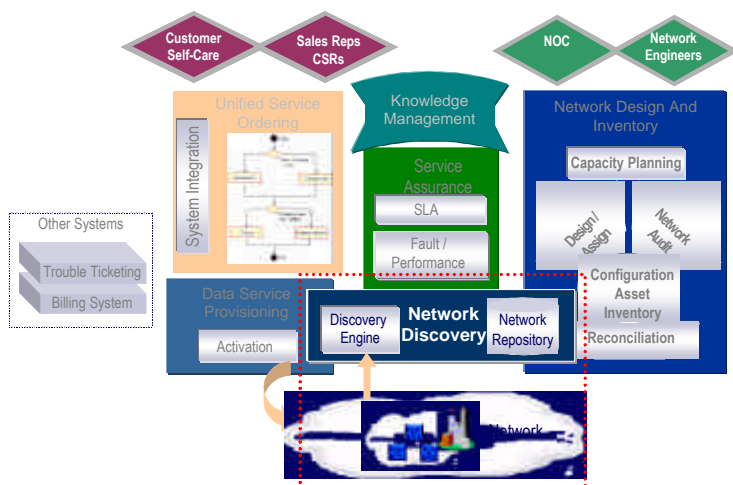 Customer
Self-Care
Sales Reps
CSRs
NOC
Network
Engineers
Unified Service
Ordering
System Integration
Knowledge
Management
Service
Assurance
SLA
Fault /
Performance
Network Design And
Inventory
Capacity Planning
Design /
Assign
Network
Audit
Configuration
Asset
Inventory
Reconciliation
Other Systems
Trouble Ticketing
Billing System
Data Service
Provisioning
Activation
Discovery
Engine
Network
Discovery
Network
Repository
Network